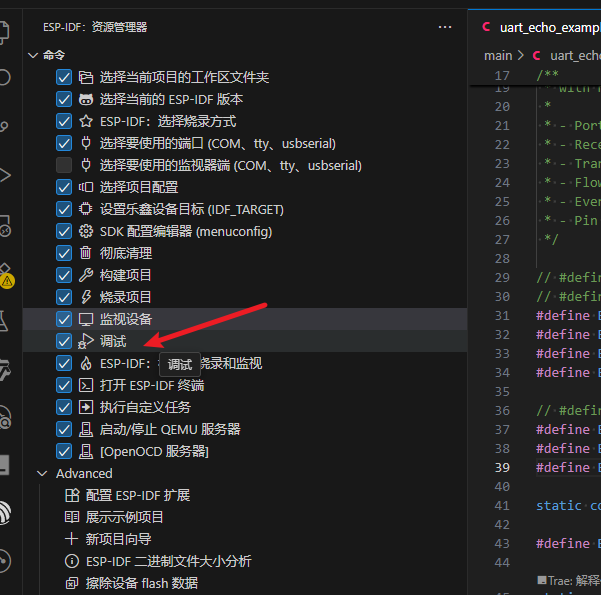 ESP-IDF：资源管理器
命令
选择当前项目的工作区文件夹
选择当前的 ESP-IDF 版本
ESP-IDF：选择烧录方式
选择要使用的端口 (COM、tty、usbserial)
选择要使用的监视器端 (COM、tty、usbserial)
选择项目配置
设置乐鑫设备目标 (IDF_TARGET)
SDK 配置编辑器 (menuconfig)
彻底清理
构建项目
烧录项目
监视设备
调试
ESP-IDF：
调试
烧录和监视
打开 ESP-IDF 终端
执行自定义任务
启动/停止 QEMU 服务器
[OpenOCD 服务器]
Advanced
配置 ESP-IDF 扩展
展示示例项目
新项目向导
ESP-IDF 二进制文件大小分析
擦除设备 flash 数据
C uart_echo_exampl
main > C uart_echo
17 /**
19
20 *
21 * - Port
22 * - Rece
23 * - Tran
24 * - Flow
25 * - Even
26 * - Pin
27 */
28
29 // #defin
30 // #defin
31 #define E
32 #define E
33 #define E
34 #define E
35
36 // #defin
37 #define E
38 #define E
39 #define E
40
41 static co
42
43 #define E
44
Trae: 解释